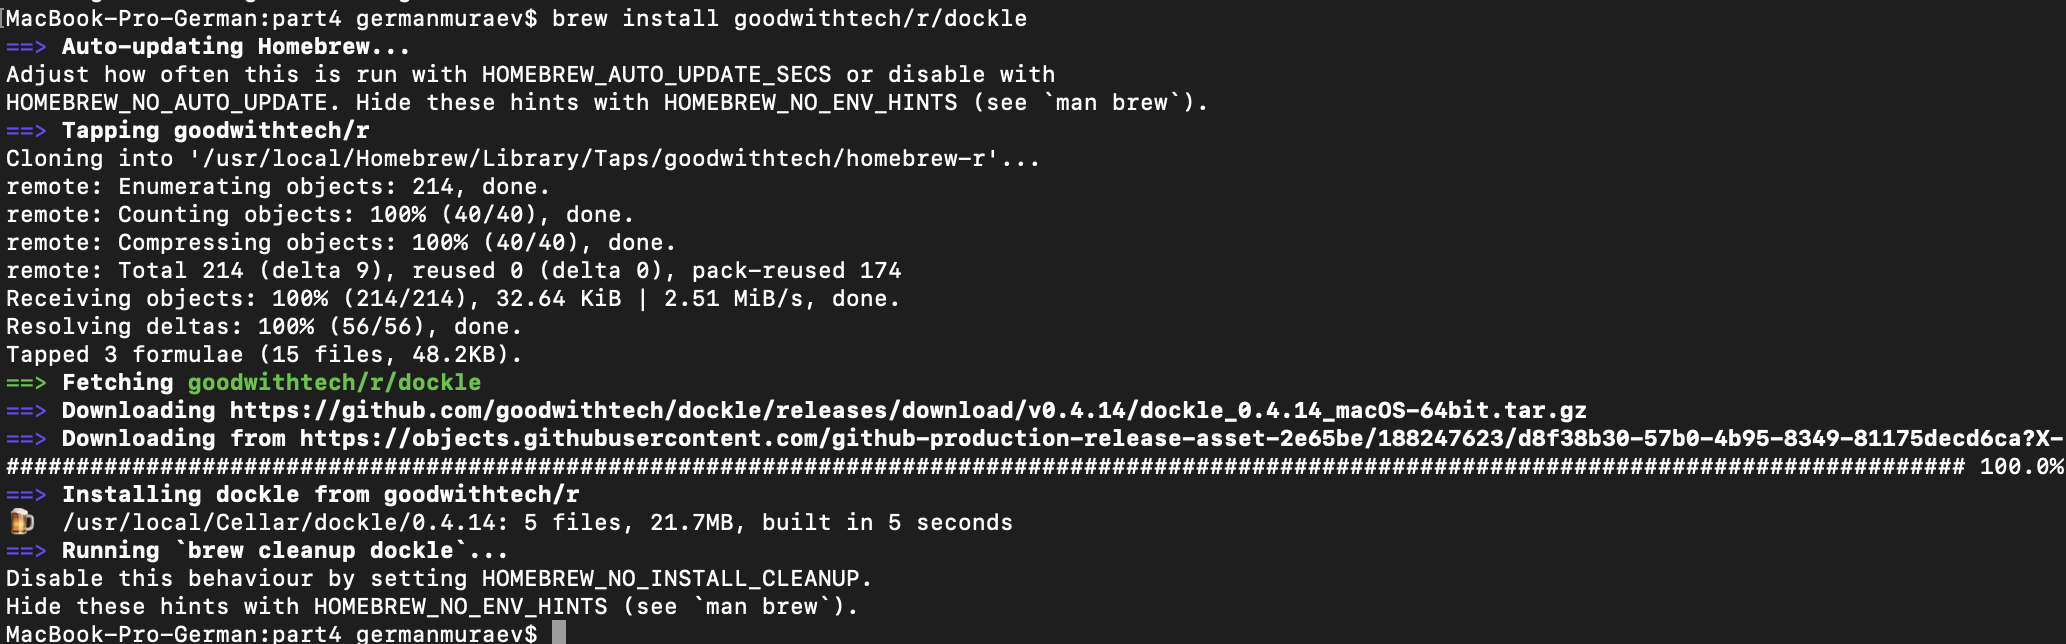 MacBook-Pro-German:part4 germanmuraev$ brew install goodwithtech/r/dockle
==> Auto-updating Homebrew...
Adjust how often this is run with HOMEBREW_AUTO_UPDATE_SECS or disable with
HOMEBREW_NO_AUTO_UPDATE. Hide these hints with HOMEBREW_NO_ENV_HINTS (see `man brew`).
==> Tapping goodwithtech/r
Cloning into '/usr/local/Homebrew/Library/Taps/goodwithtech/homebrew-r'...
remote: Enumerating objects: 214, done.
remote: Counting objects: 100% (40/40), done.
remote: Compressing objects: 100% (40/40), done.
remote: Total 214 (delta 9), reused 0 (delta 0), pack-reused 174
Receiving objects: 100% (214/214), 32.64 KiB | 2.51 MiB/s, done.
Resolving deltas: 100% (56/56), done.
Tapped 3 formulae (15 files, 48.2KB).
==> Fetching goodwithtech/r/dockle
==> Downloading https://github.com/goodwithtech/dockle/releases/download/v0.4.14/dockle_0.4.14_macOS-64bit.tar.gz
==> Downloading from https://objects.githubusercontent.com/github-production-release-asset-2e65be/188247623/d8f38b30-57b0-4b95-8349-81175decd6ca?X-
############################################################################################################################################ 100.0%
==> Installing dockle from goodwithtech/r
🍺  /usr/local/Cellar/dockle/0.4.14: 5 files, 21.7MB, built in 5 seconds
==> Running `brew cleanup dockle`...
Disable this behaviour by setting HOMEBREW_NO_INSTALL_CLEANUP.
Hide these hints with HOMEBREW_NO_ENV_HINTS (see `man brew`).
MacBook-Pro-German:part4 germanmuraev$